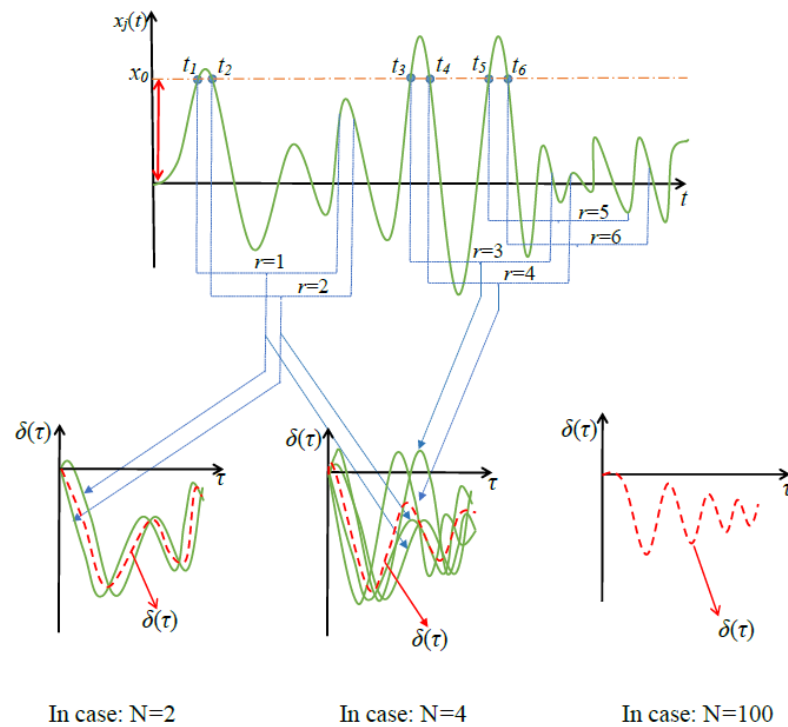 xj(t)
x0
t1 t2 t3 t4 t5 t6
t
r=5
r=6
r=3
r=1
r=4
r=2
δ(τ) δ(τ) δ(τ)
τ τ τ
δ(τ) δ(τ) δ(τ)
In case: N=2 In case: N=4 In case: N=100